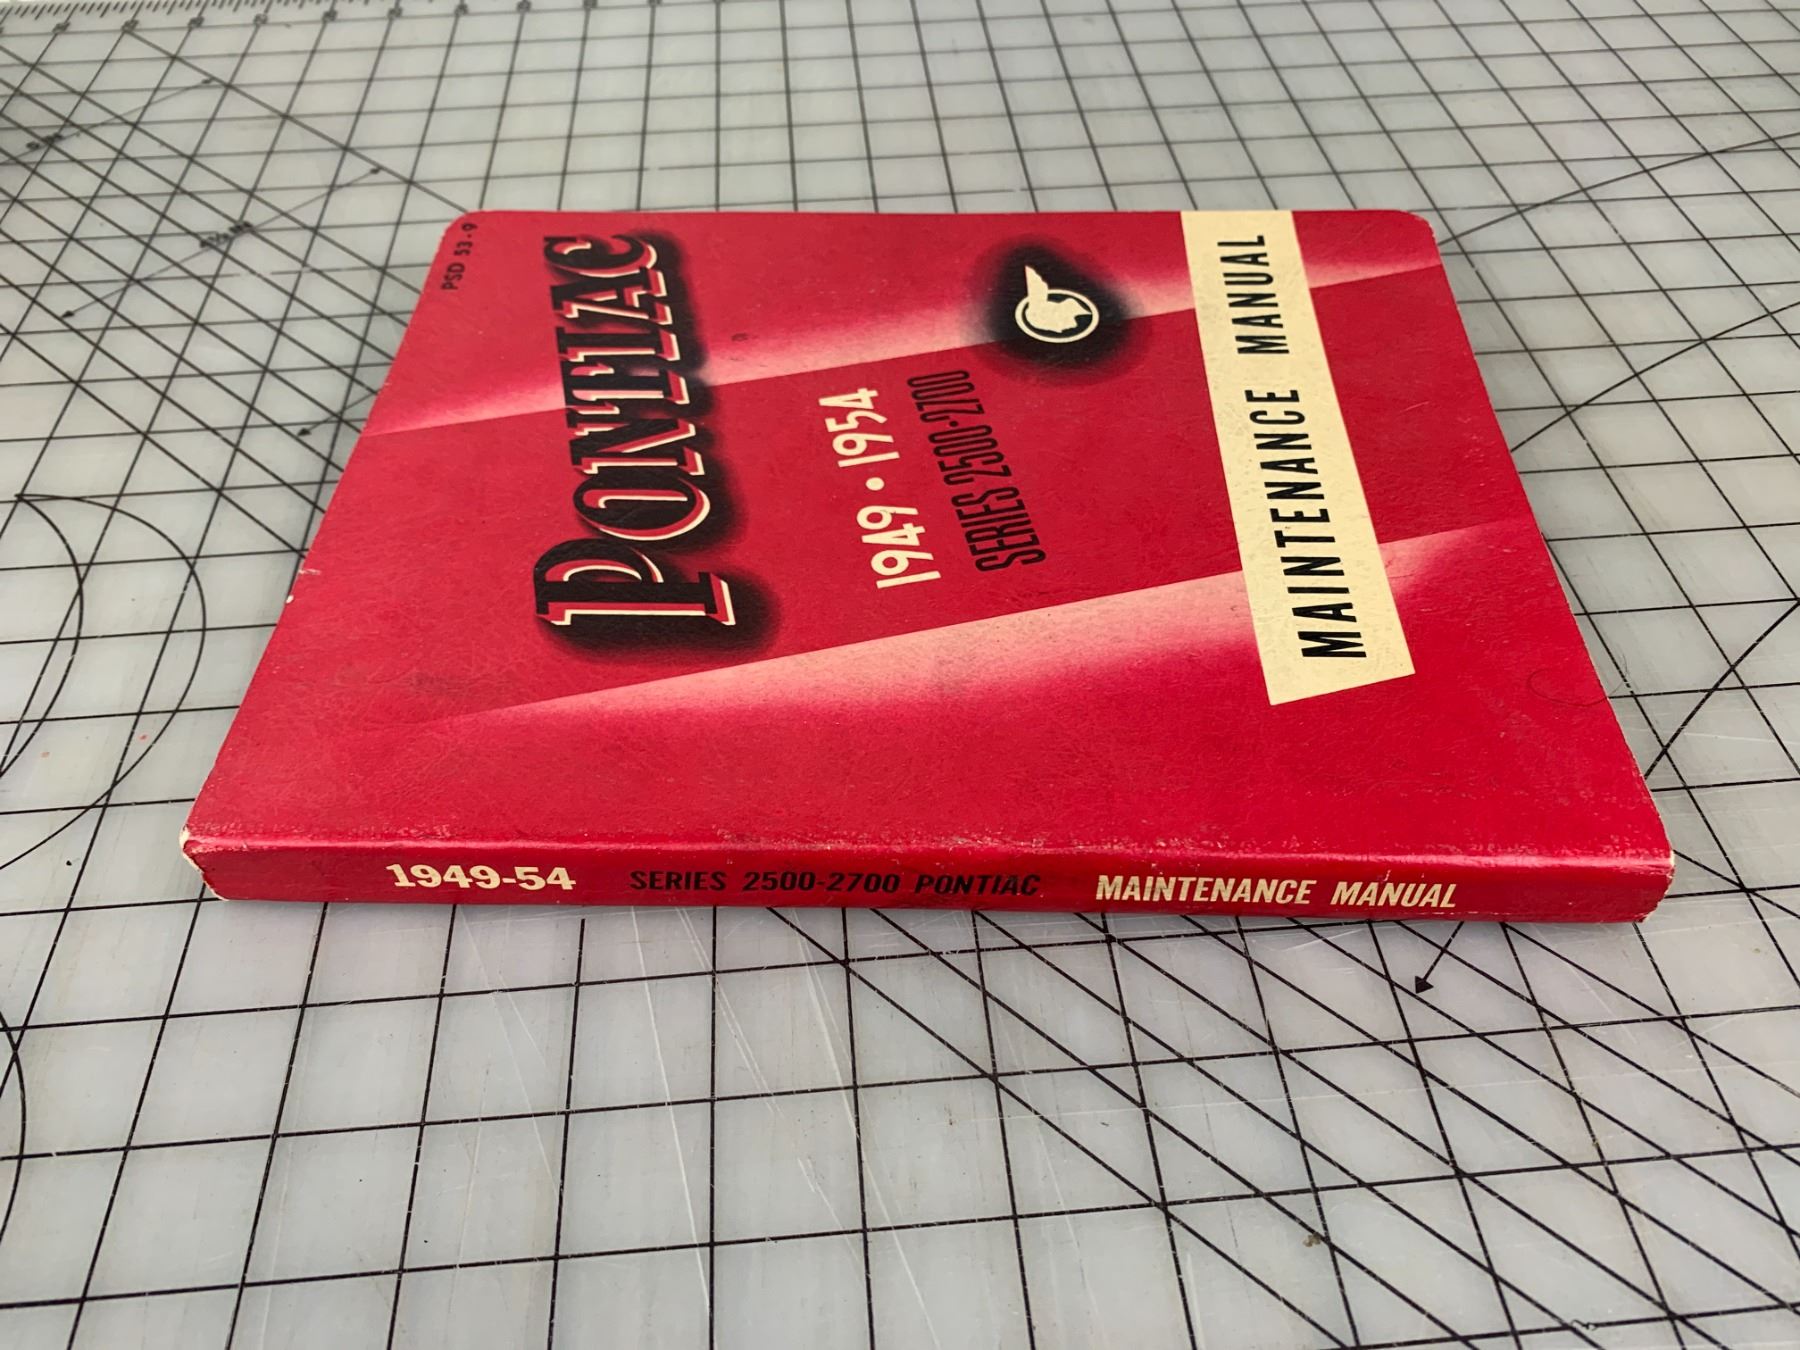 PSD 53-9
PONTIAC
1949 • 1954
SERIES 2500-2700
MAINTENANCE MANUAL
1949-54 SERIES 2500-2700 PONTIAC MAINTENANCE MANUAL